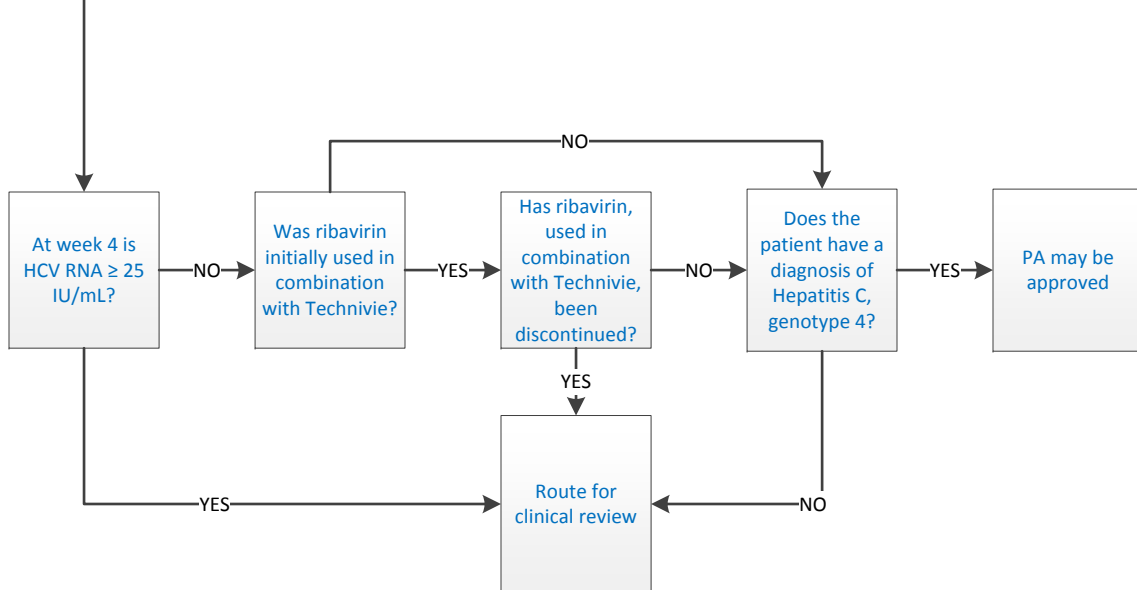 NO
At week 4 is
HCV RNA ≥ 25
IU/mL?
NO
Was ribavirin
initially used in
combination
with Technivie?
YES
Has ribavirin,
used in
combination
with Technivie,
been
discontinued?
NO
Does the
patient have a
diagnosis of
Hepatitis C,
genotype 4?
YES
PA may be
approved
YES
YES
Route for
clinical review
NO